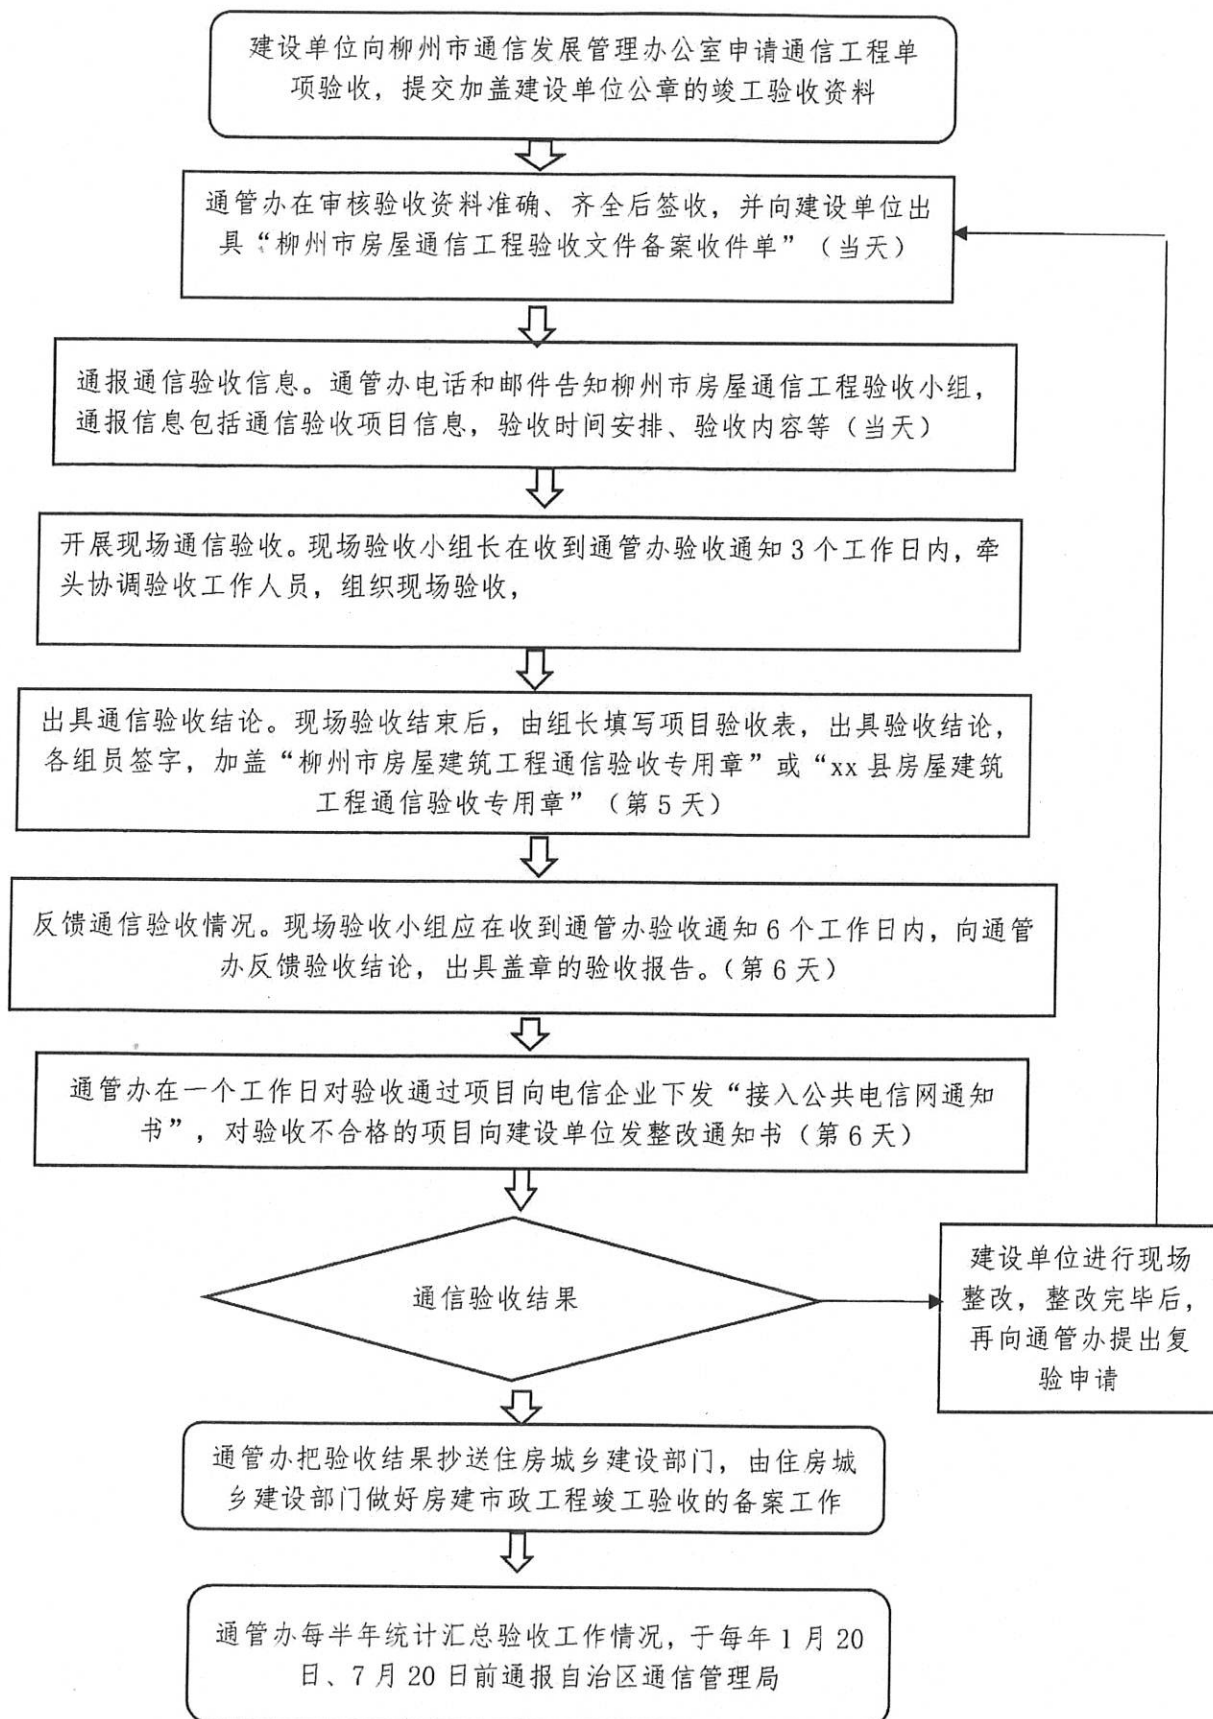 建设单位向柳州市通信发展管理办公室申请通信工程单
项验收，提交加盖建设单位公章的竣工验收资料
通管办在审核验收资料准确、齐全后签收，并向建设单位出
具“柳州市房屋通信工程验收文件备案收件单”（当天）
通报通信验收信息。通管办电话和邮件告知柳州市房屋通信工程验收小组，
通报信息包括通信验收项目信息，验收时间安排、验收内容等（当天）
开展现场通信验收。现场验收小组长在收到通管办验收通知 3 个工作日内，牵
头协调验收工作人员，组织现场验收，
出具通信验收结论。现场验收结束后，由组长填写项目验收表，出具验收结论，
各组员签字，加盖“柳州市房屋建筑工程通信验收专用章”或“xx 县房屋建筑
工程通信验收专用章”（第 5 天）
反馈通信验收情况。现场验收小组应在收到通管办验收通知 6 个工作日内，向通管
办反馈验收结论，出具盖章的验收报告。（第 6 天）
通管办在一个工作日对验收通过项目向电信企业下发“接入公共电信网通知
书”，对验收不合格的项目向建设单位发整改通知书（第 6 天）
通信验收结果
建设单位进行现场
整改，整改完毕后，
再向通管办提出复
验申请
通管办把验收结果抄送住房城乡建设部门，由住房城
乡建设部门做好房建市政工程竣工验收的备案工作
通管办每半年统计汇总验收工作情况，于每年 1 月 20
日、7 月 20 日前通报自治区通信管理局